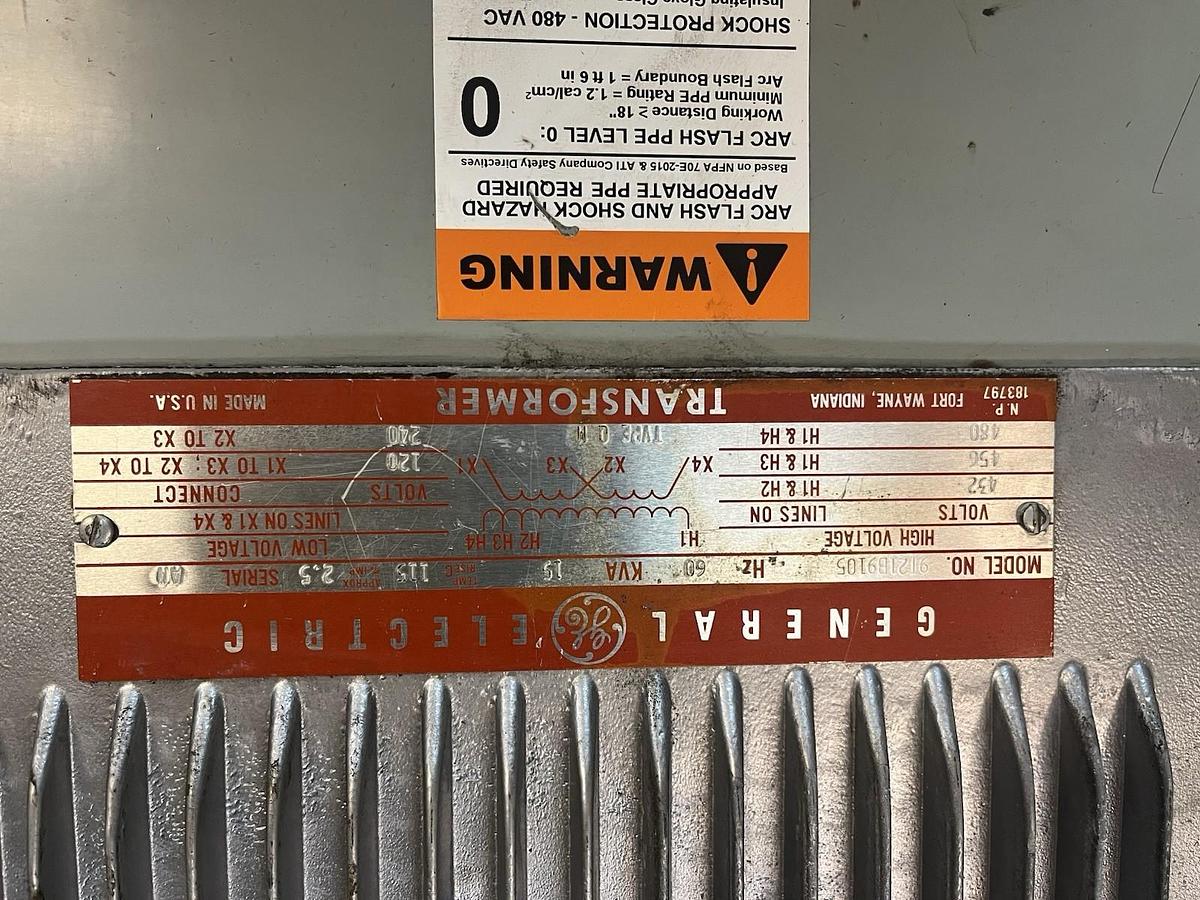 GENERAL GE ELECTRIC
MODEL NO. 9T21B9105 Hz 60 KVA 15 TEMP RISE C 115 APPROX % IMP 2.5 SERIAL
HIGH VOLTAGE H1 H2 H3 H4 LOW VOLTAGE
VOLTS LINES ON LINES ON X1 & X4
432 H1 & H2 VOLTS CONNECT
456 H1 & H3 X4 X2 X3 X1 120 X1 TO X3; X2 TO X4
480 H1 & H4 TYPE Q M 240 X2 TO X3
N.P. 183797 FORT WAYNE, INDIANA TRANSFORMER MADE IN U.S.A.
WARNING
ARC FLASH AND SHOCK HAZARD
APPROPRIATE PPE REQUIRED
Based on NFPA 70E-2015 & ATI Company Safety Directives
ARC FLASH PPE LEVEL 0: 0
Working Distance ≥ 18"
Minimum PPE Rating = 1.2 cal/cm²
Arc Flash Boundary = 1 ft 6 in
SHOCK PROTECTION - 480 VAC
Insulating Glove Class